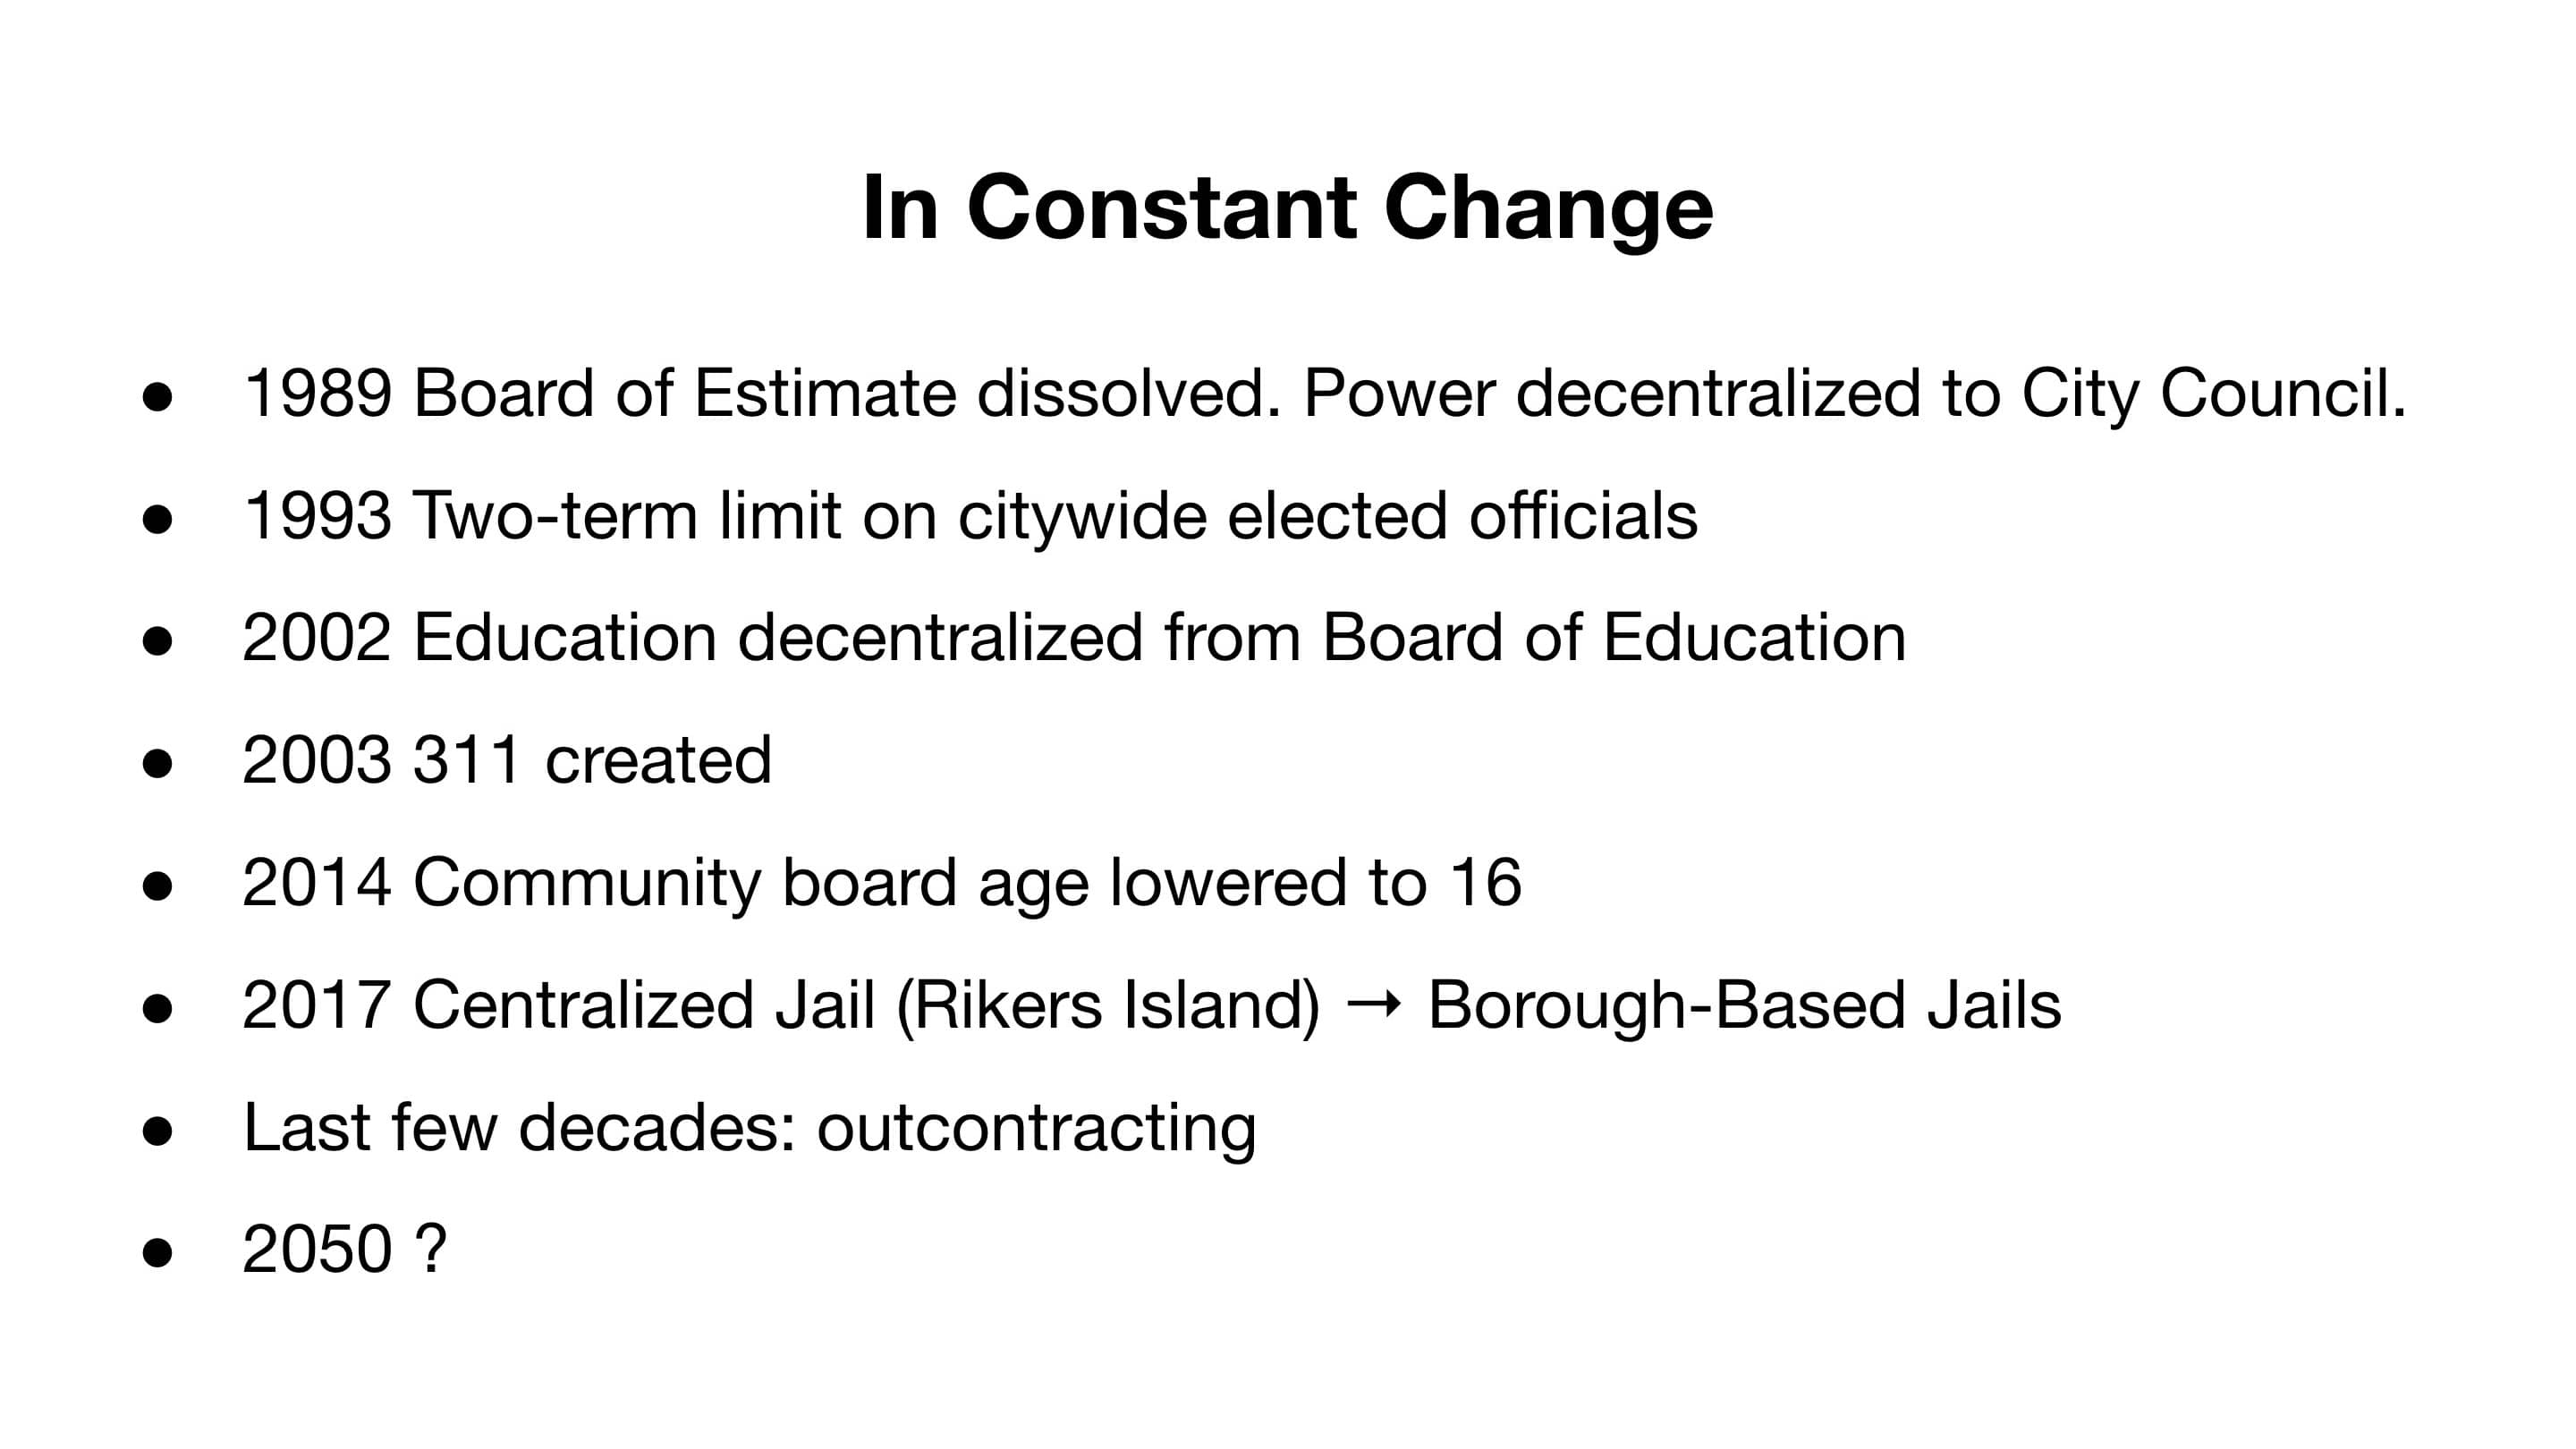 In Constant Change
● 1989 Board of Estimate dissolved. Power decentralized to City Council.
● 1993 Two-term limit on citywide elected officials
● 2002 Education decentralized from Board of Education
● 2003 311 created
● 2014 Community board age lowered to 16
● 2017 Centralized Jail (Rikers Island) → Borough-Based Jails
● Last few decades: outcontracting
● 2050 ?